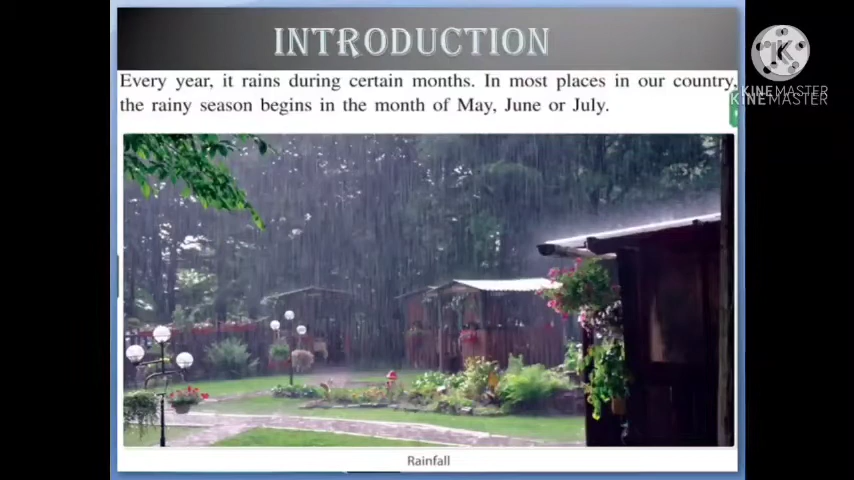 INTRODUCTION
Every year, it rains during certain months. In most places in our country,
the rainy season begins in the month of May, June or July.
K
KINEMASTER
KINEMASTER
Rainfall